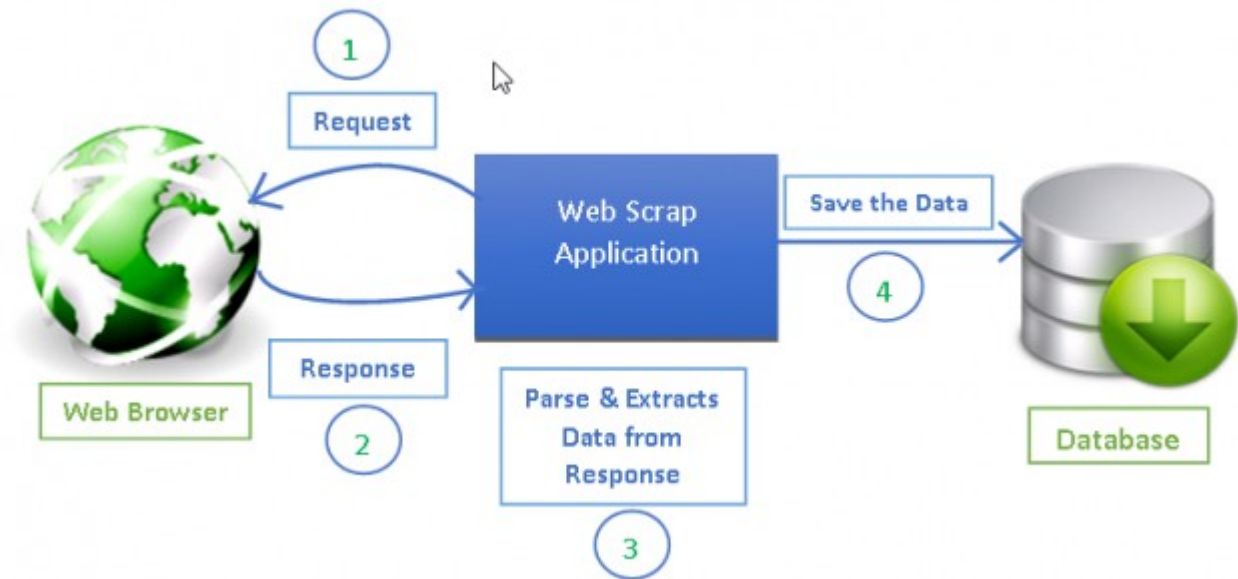 1
Request
Web Scrap
Application
Save the Data
4
Response
2
Web Browser
Parse & Extracts
Data from
Response
3
Database